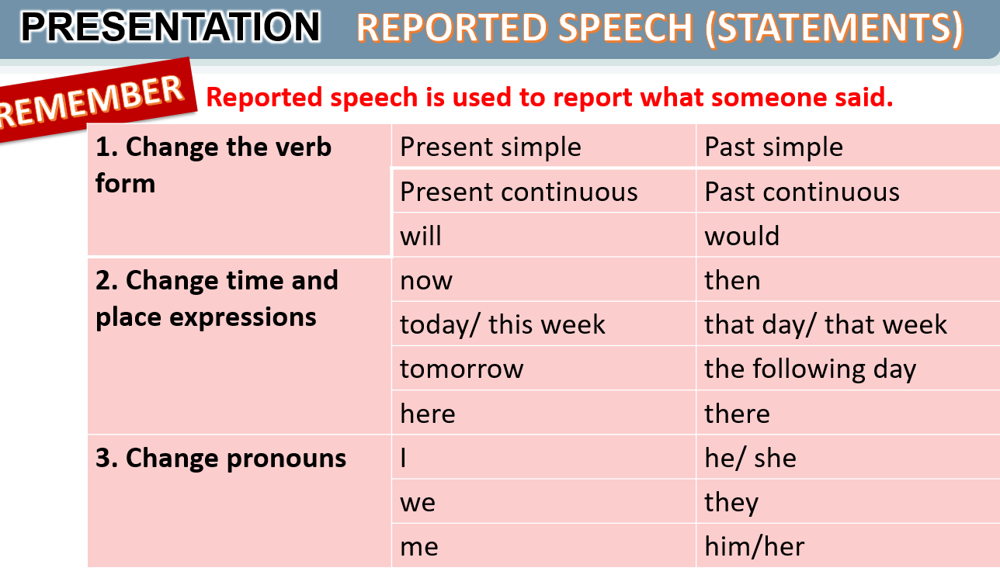 PRESENTATION REPORTED SPEECH (STATEMENTS)
REMEMBER
Reported speech is used to report what someone said.
1. Change the verb form
Present simple
Past simple
Present continuous
Past continuous
will
would
2. Change time and place expressions
now
then
today/ this week
that day/ that week
tomorrow
the following day
here
there
3. Change pronouns
I
he/ she
we
they
me
him/her